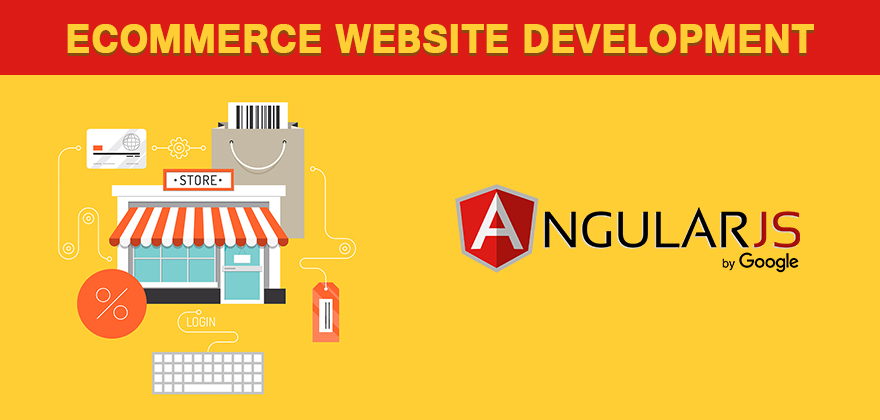 ECOMMERCE WEBSITE DEVELOPMENT
•STORE•
%
LOGIN
ANGULARJS
by Google